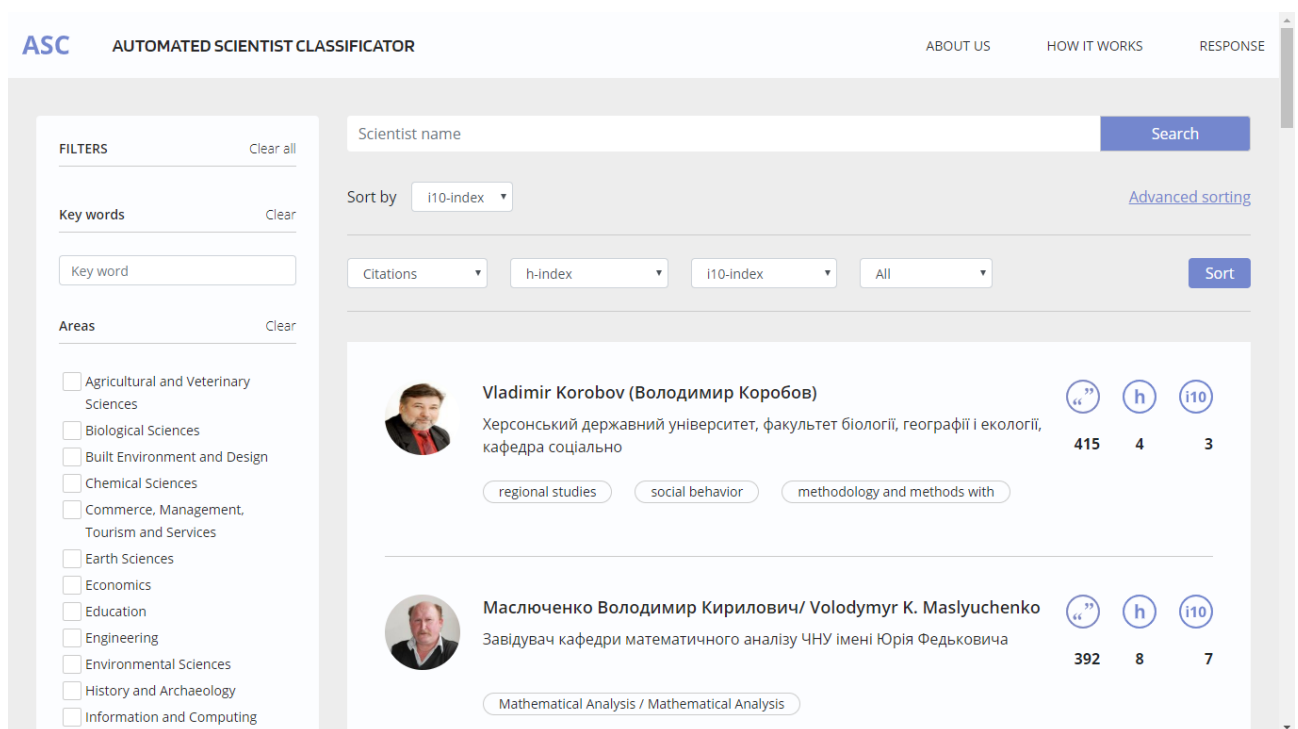 ASC AUTOMATED SCIENTIST CLASSIFICATOR ABOUT US HOW IT WORKS RESPONSE
FILTERS Clear all
Key words Clear
Key word
Areas Clear
Agricultural and Veterinary
Sciences
Biological Sciences
Built Environment and Design
Chemical Sciences
Commerce, Management,
Tourism and Services
Earth Sciences
Economics
Education
Engineering
Environmental Sciences
History and Archaeology
Information and Computing
Scientist name Search
Sort by i10-index Advanced sorting
Citations h-index i10-index All Sort
Vladimir Korobov (Володимир Коробов)
Херсонський державний університет, факультет біології, географії і екології,
кафедра соціально
regional studies social behavior methodology and methods with
„” h i10
415 4 3
Маслюченко Володимир Кирилович/ Volodymyr K. Maslyuchenko
Завідувач кафедри математичного аналізу ЧНУ імені Юрія Федьковича
Mathematical Analysis / Mathematical Analysis
„” h i10
392 8 7